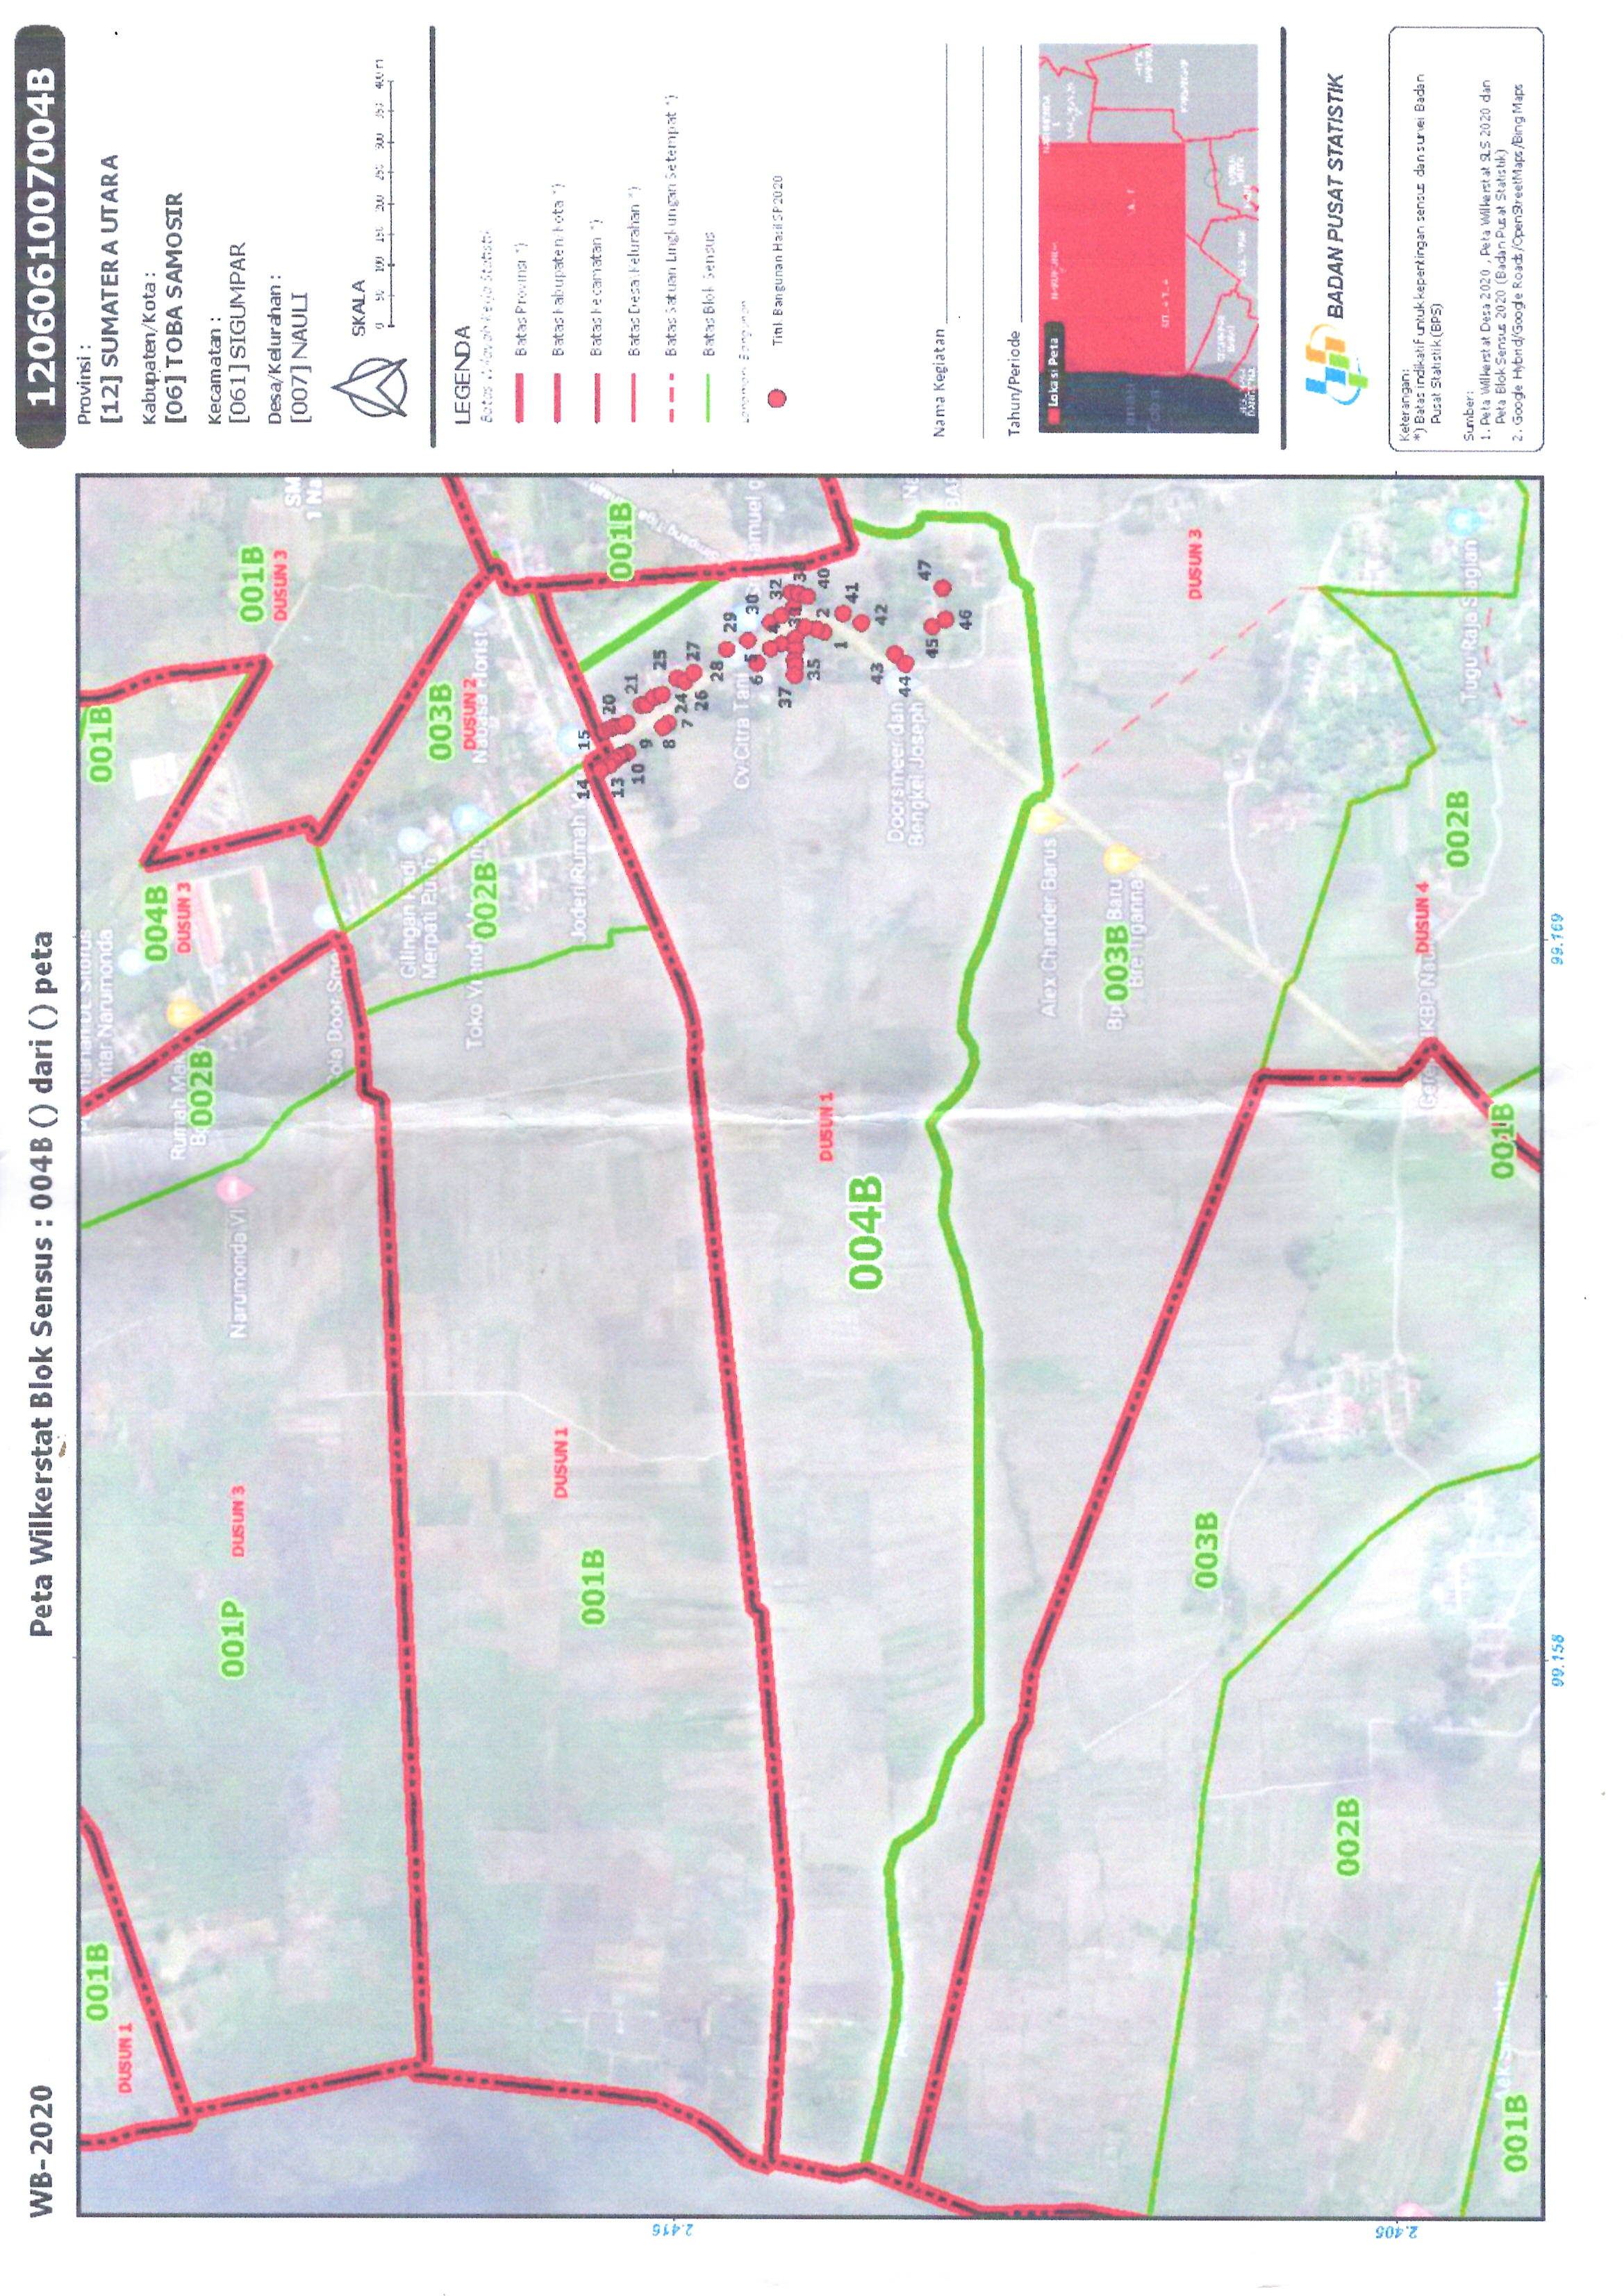 WB-2020
Peta Wilkerstat Blok Sensus : 004B () dari () peta
1206061007004B
Provinsi :
[12] SUMATERA UTARA
Kabupaten/Kota :
[06] TOBA SAMOSIR
Kecamatan :
[061] SIGUMPAR
Desa/Kelurahan :
[007] NAULI
SKALA
0 50 100 150 200 250 300 350 400 m
LEGENDA
Batas Wilayah Kerja Statistik
Batas Provinsi *)
Batas Kabupaten/Kota *)
Batas Kecamatan *)
Batas Desa/Kelurahan *)
Batas Satuan Lingkungan Setempat *)
Batas Blok Sensus
Landmark Bangunan
Titik Bangunan Hasil SP2020
Nama Kegiatan
Tahun/Periode
Lokasi Peta
BADAN PUSAT STATISTIK
Keterangan:
*) Batas indikatif untuk kepentingan sensus dan survei Badan
Pusat Statistik (BPS)
Sumber:
1. Peta Wilkerstat Desa 2020 , Peta Wilkerstat SLS 2020 dan
Peta Blok Sensus 2020 (Badan Pusat Statistik)
2. Google Hybrid/Google Roads/OpenStreetMaps/Bing Maps
001B
DUSUN 1
DL Sitorus
Narumonda
001B
004B
DUSUN 3
Rumah
002B
001P
DUSUN 3
Narumonda VI
001B
DUSUN 3
Door
Gilingan Padi
Merpati Putih
003B
DUSUN 2
Toko
002B
Nabasa Florist
DUSUN 1
001B
Joderi Rumah
14
15
13
20
10
21
9
001B
8
25
7
24
26
27
28
29
Cv Citra Tani
6
5
30
Samuel
4
32
37
35
2
40
1
41
42
DUSUN 1
004B
43
Doorsmeer dan
44
Bengkel Joseph
45
47
46
Alex Chander Barus
003B
Baru
Bre Tiganna
DUSUN 3
003B
002B
HKBP
DUSUN 4
002B
Tugu Raja Siagian
001B
001B
2.416
2.405
99.158
99.169